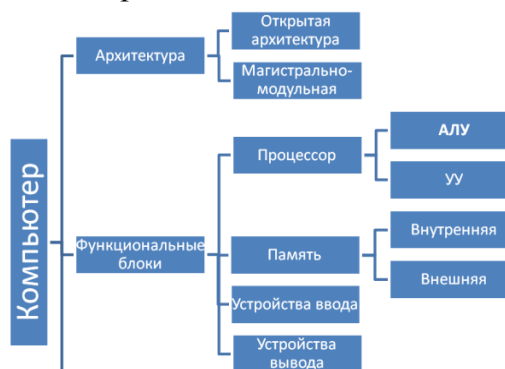 Компьютер
Архитектура
Открытая
архитектура
Магистрально-
модульная
Функциональные
блоки
Процессор
АЛУ
УУ
Память
Внутренняя
Внешняя
Устройства ввода
Устройства
вывода